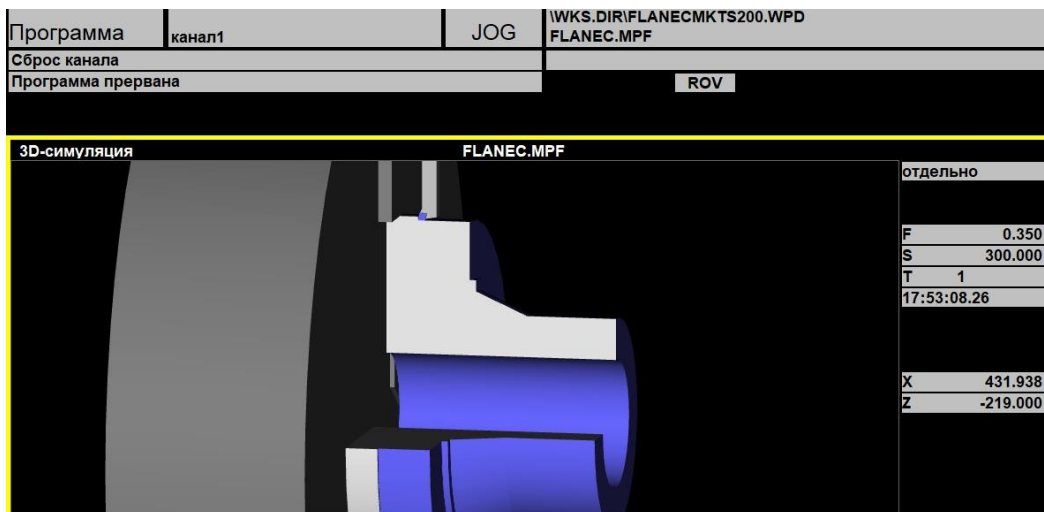 Программа канал1 JOG \WKS.DIR\FLANECMKTS200.WPD
FLANEC.MPF
Сброс канала
Программа прервана ROV
3D-симуляция FLANEC.MPF
отдельно
F 0.350
S 300.000
T 1
17:53:08.26
X 431.938
Z -219.000